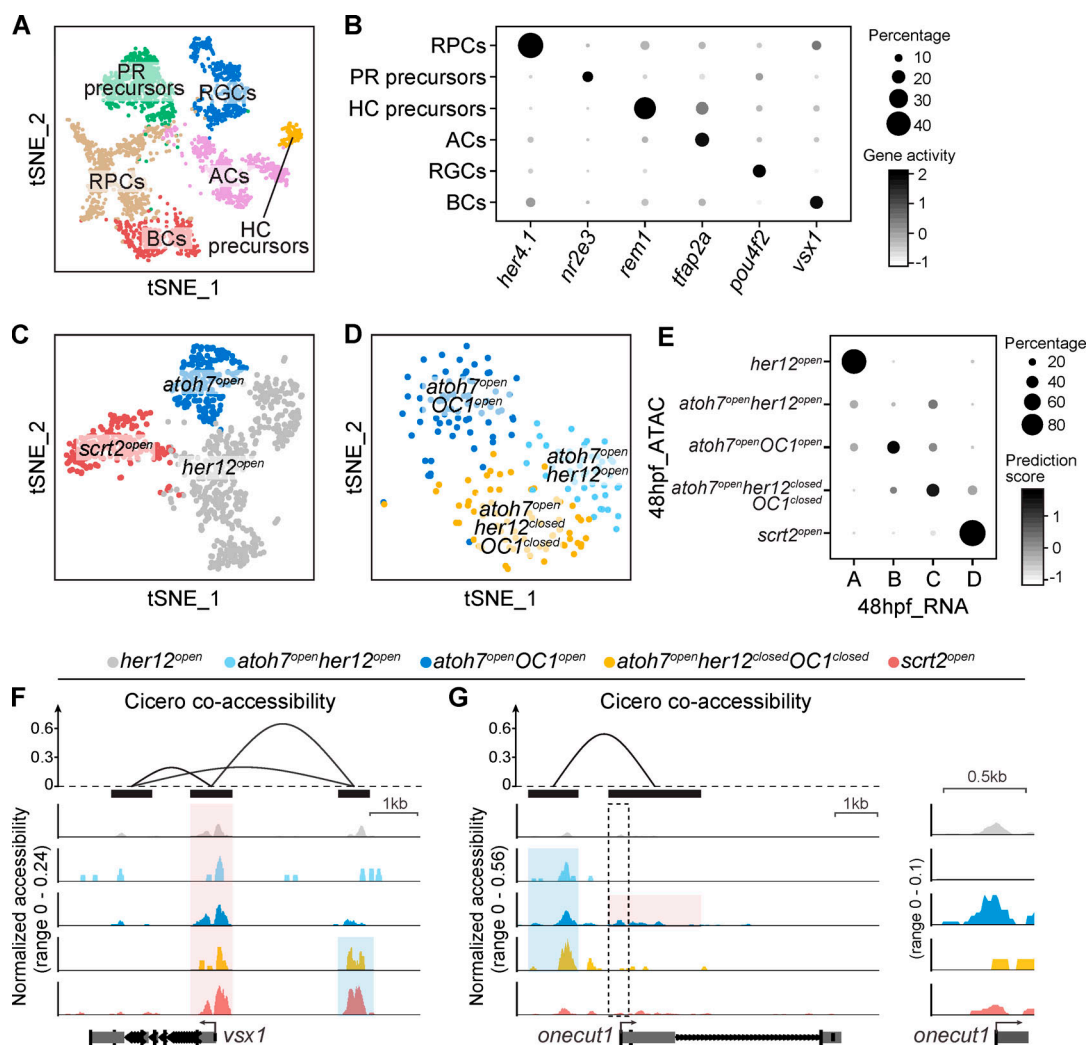 A
PR
precursors
RGCs
RPCs
ACs
BCs
HC
precursors
tSNE_2
tSNE_1
B
RPCs
PR precursors
HC precursors
ACs
RGCs
BCs
her4.1
nr2e3
rem1
tfap2a
pou4f2
vsx1
Percentage
10
20
30
40
Gene activity
2
1
0
-1
C
atoh7open
scrt2open
her12open
tSNE_2
tSNE_1
D
atoh7open
OC1open
atoh7open
her12open
atoh7open
her12closed
OC1closed
tSNE_2
tSNE_1
E
48hpf_ATAC
her12open
atoh7openher12open
atoh7openOC1open
atoh7openher12closed
OC1closed
scrt2open
A B C D
48hpf_RNA
Percentage
20
40
60
80
Prediction
score
1
0
-1
her12open atoh7openher12open atoh7openOC1open atoh7openher12closedOC1closed scrt2open
F
Cicero co-accessibility
0.6
0.3
0
1kb
Normalized accessibility
(range 0 - 0.24)
vsx1
G
Cicero co-accessibility
1kb
Normalized accessibility
(range 0 - 0.56)
onecut1
0.5kb
(range 0 - 0.1)
onecut1